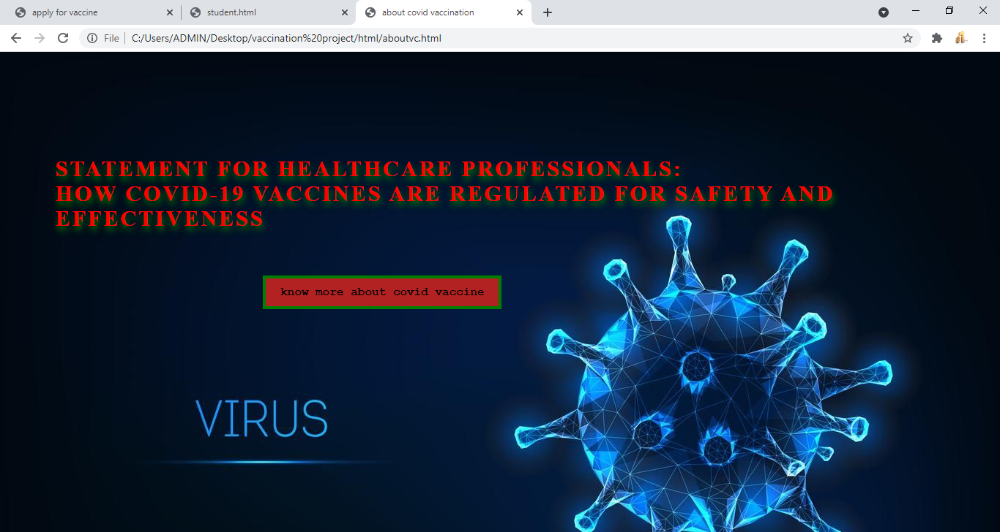 apply for vaccine
student.html
about covid vaccination
File
C:/Users/ADMIN/Desktop/vaccination%20project/html/aboutvc.html
STATEMENT FOR HEALTHCARE PROFESSIONALS:
HOW COVID-19 VACCINES ARE REGULATED FOR SAFETY AND
EFFECTIVENESS
know more about covid vaccine
VIRUS